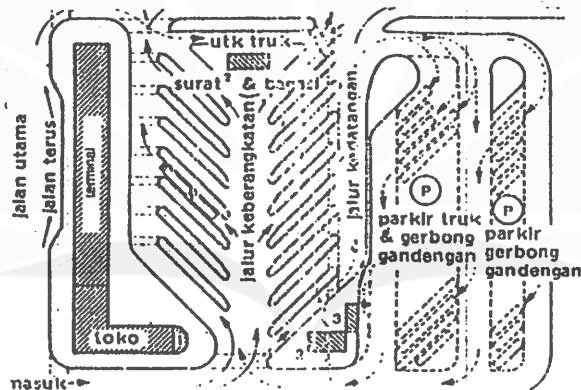 utk truk
surat² &
jalan utama
jalan terus
terminal
jalur keberangkatan
jalur kedatangan
P
parkir truk
& gerbong
gandengan
P
parkir
gerbong
gandengan
toko
3
masuk